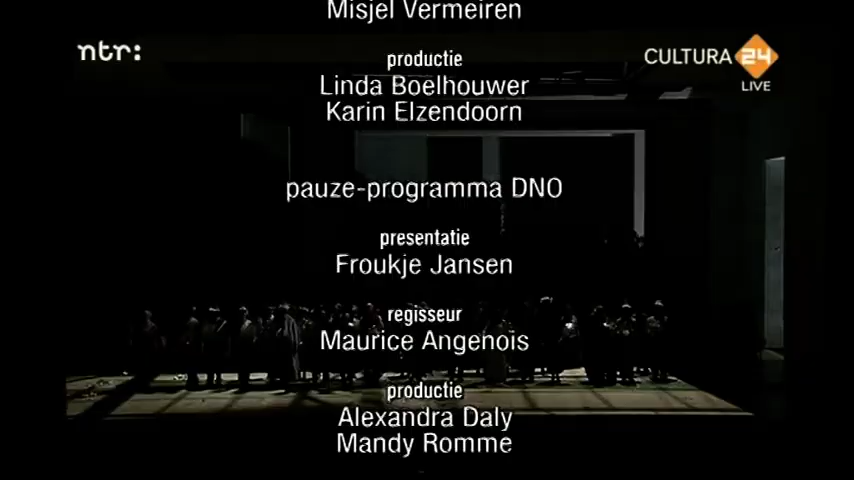 Misjel Vermeiren
ntr:
CULTURA 24
LIVE
productie
Linda Boelhouwer
Karin Elzendoorn
pauze-programma DNO
presentatie
Froukje Jansen
regisseur
Maurice Angenois
productie
Alexandra Daly
Mandy Romme